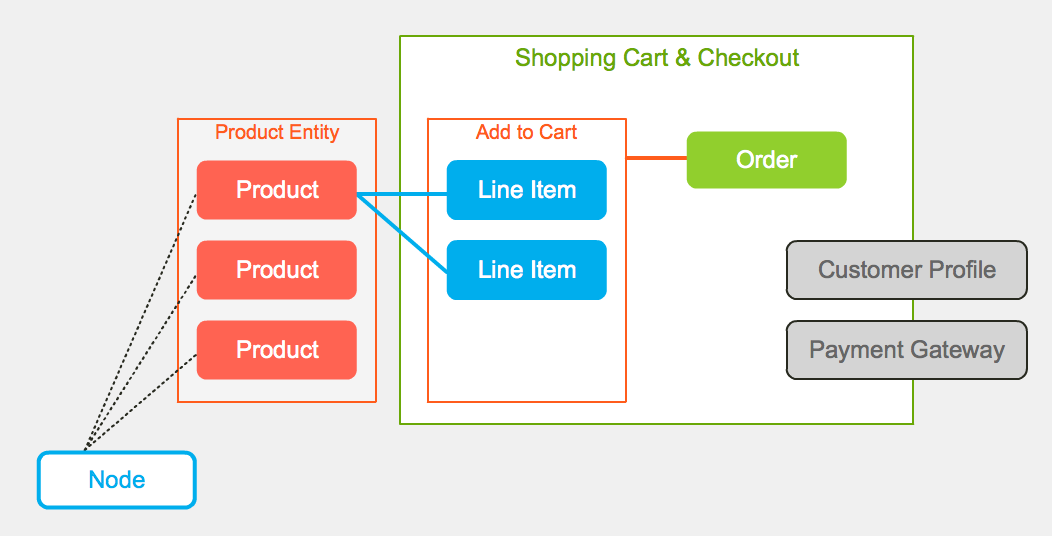 Shopping Cart & Checkout
Product Entity
Add to Cart
Product
Line Item
Order
Product
Line Item
Customer Profile
Product
Payment Gateway
Node